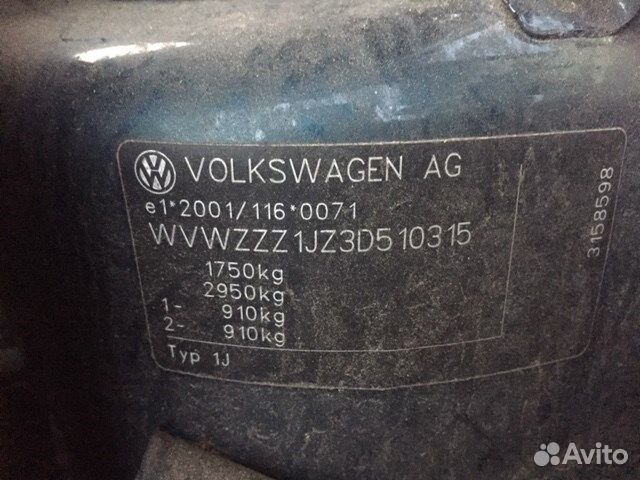 VOLKSWAGEN AG
e1*2001/116*0071
WVWZZZ1JZ3D510315
1750kg
2950kg
1- 910kg
2- 910kg
Typ 1J
3158598
Avito